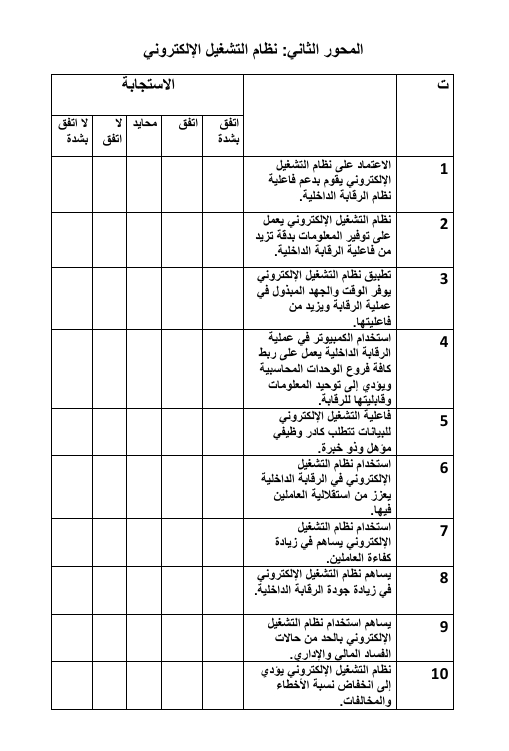 المحور الثاني: نظام التشغيل الإلكتروني
ت
الاستجابة
اتفق
بشدة
اتفق
محايد
لا
اتفق
لا اتفق
بشدة
1
الاعتماد على نظام التشغيل
الإلكتروني يقوم بدعم فاعلية
نظام الرقابة الداخلية.
2
نظام التشغيل الإلكتروني يعمل
على توفير المعلومات بدقة تزيد
من فاعلية الرقابة الداخلية.
3
تطبيق نظام التشغيل الإلكتروني
يوفر الوقت والجهد المبذول في
عملية الرقابة ويزيد من
فاعليتها.
4
استخدام الكمبيوتر في عملية
الرقابة الداخلية يعمل على ربط
كافة فروع الوحدات المحاسبية
ويؤدي إلى توحيد المعلومات
وقابليتها للرقابة.
5
فاعلية التشغيل الإلكتروني
للبيانات تتطلب كادر وظيفي
مؤهل وذو خبرة.
6
استخدام نظام التشغيل
الإلكتروني في الرقابة الداخلية
يعزز من استقلالية العاملين
فيها.
7
استخدام نظام التشغيل
الإلكتروني يساهم في زيادة
كفاءة العاملين.
8
يساهم نظام التشغيل الإلكتروني
في زيادة جودة الرقابة الداخلية.
9
يساهم استخدام نظام التشغيل
الإلكتروني بالحد من حالات
الفساد المالي والإداري.
10
نظام التشغيل الإلكتروني يؤدي
إلى انخفاض نسبة الأخطاء
والمخالفات.